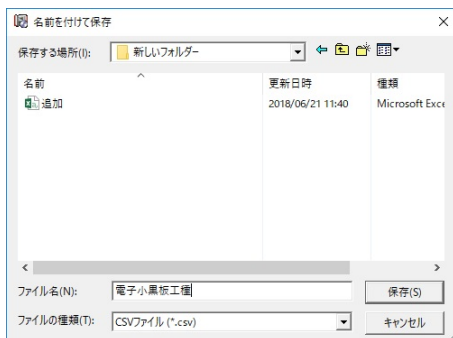 名前を付けて保存
保存する場所(I): 新しいフォルダー
名前 更新日時 種類
追加 2018/06/21 11:40 Microsoft Exce
ファイル名(N): 電子小黒板工種 保存(S)
ファイルの種類(T): CSVファイル (*.csv) キャンセル